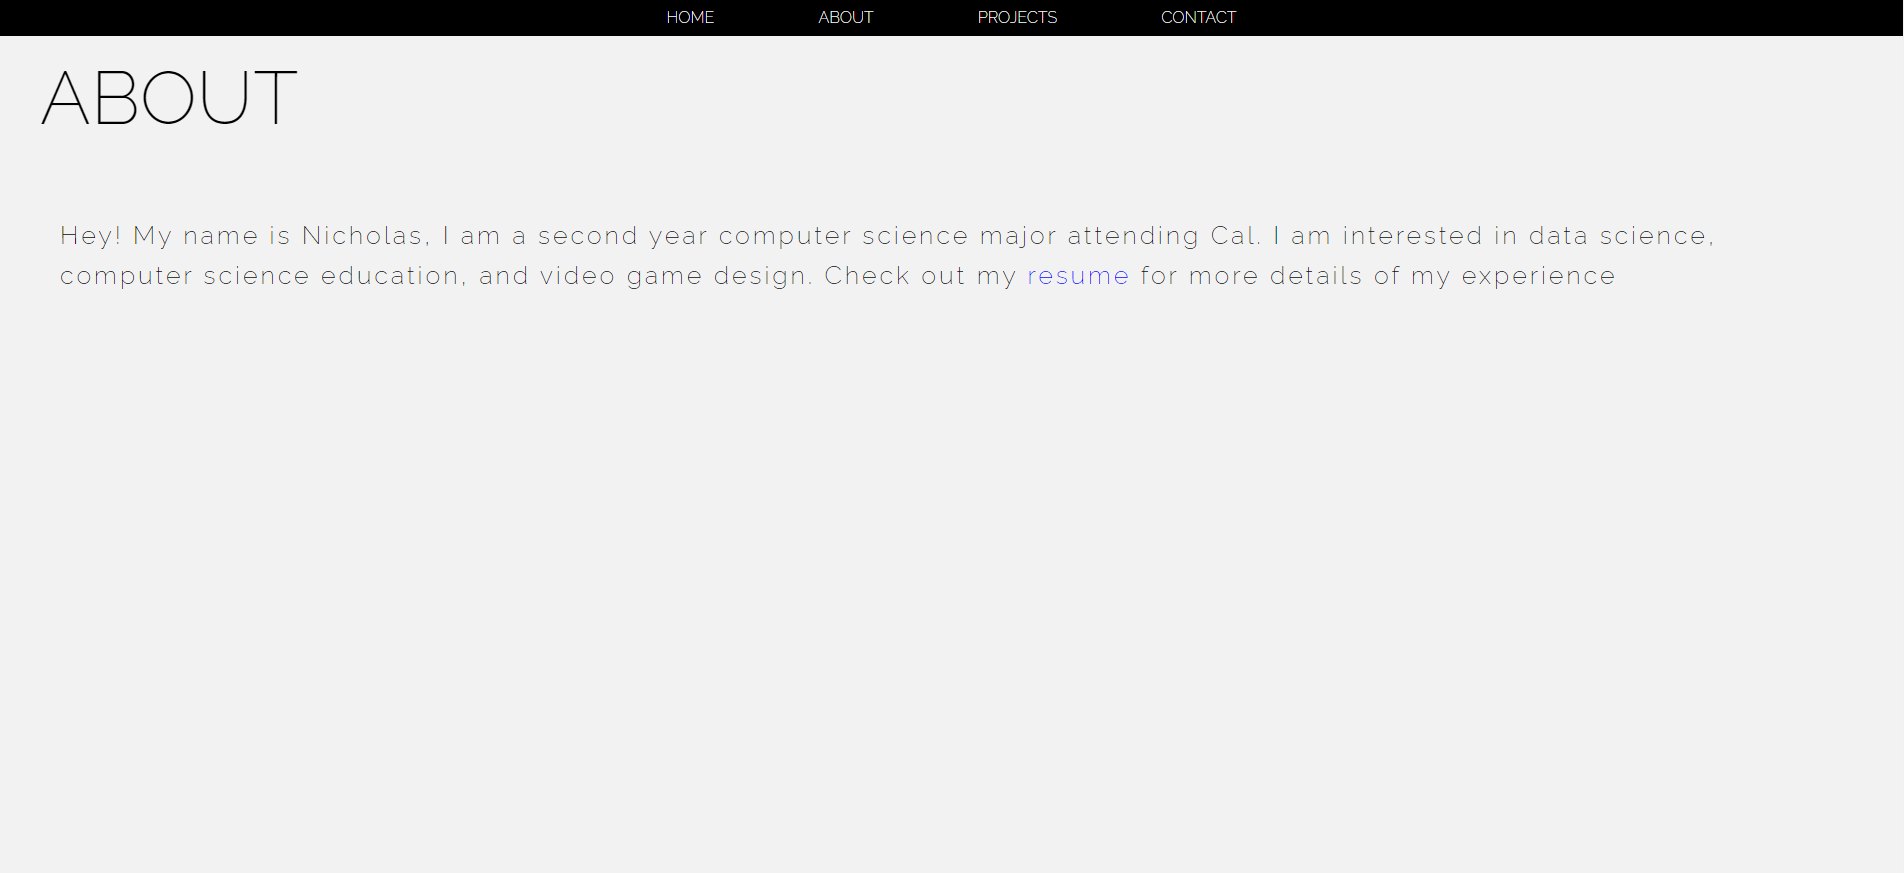 HOME ABOUT PROJECTS CONTACT
ABOUT
Hey! My name is Nicholas, I am a second year computer science major attending Cal. I am interested in data science,
computer science education, and video game design. Check out my resume for more details of my experience